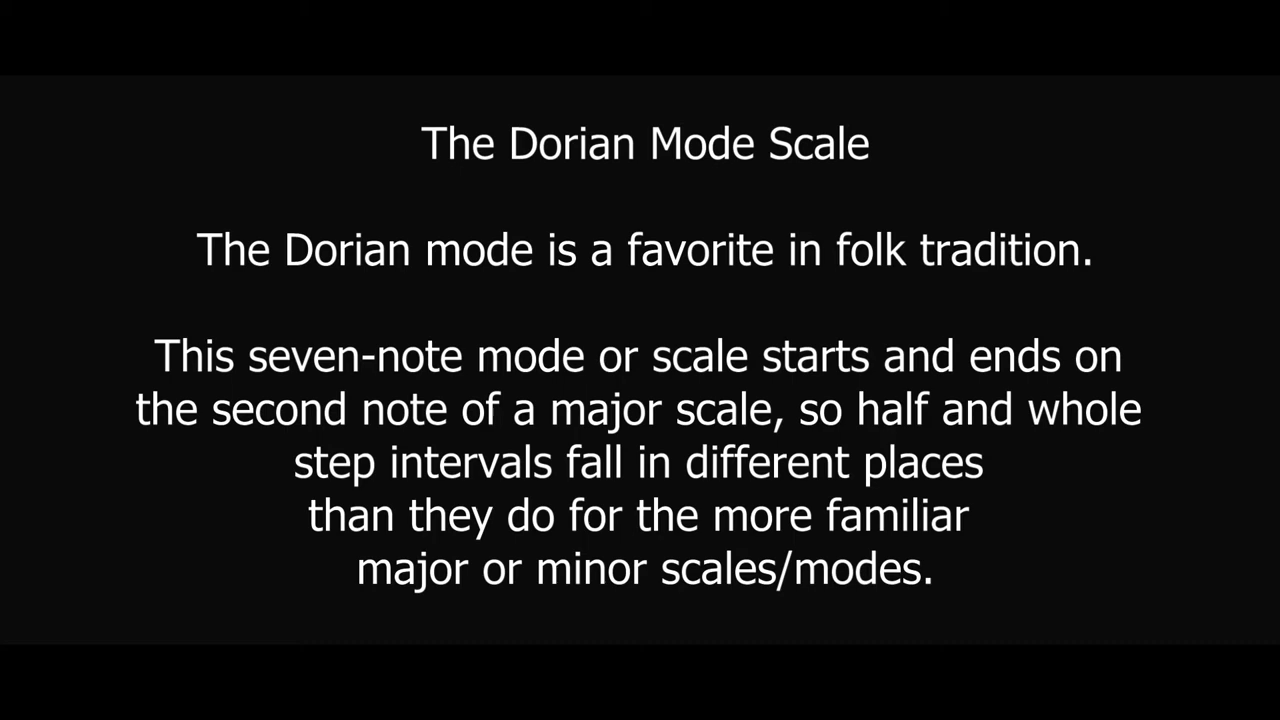 The Dorian Mode Scale
The Dorian mode is a favorite in folk tradition.
This seven-note mode or scale starts and ends on
the second note of a major scale, so half and whole
step intervals fall in different places
than they do for the more familiar
major or minor scales/modes.